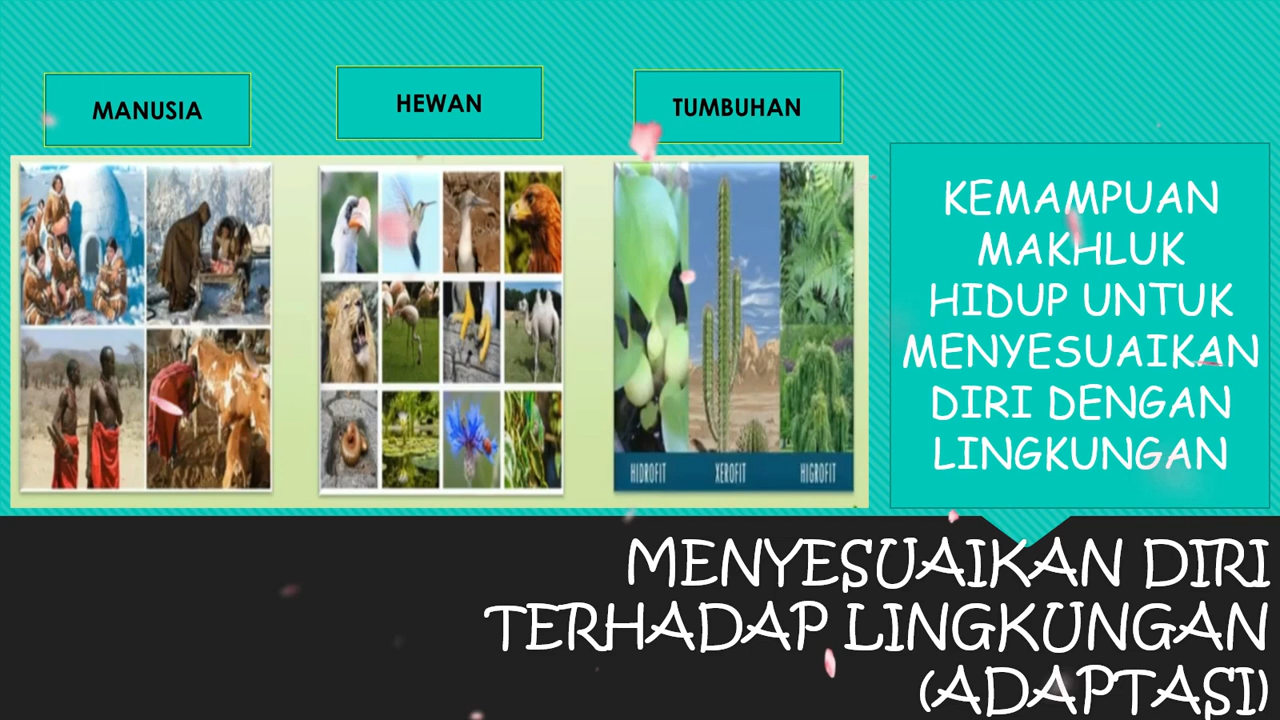 MANUSIA
HEWAN
TUMBUHAN
HIDROFIT
XEROFIT
HIGROFIT
KEMAMPUAN
MAKHLUK
HIDUP UNTUK
MENYESUAIKAN
DIRI DENGAN
LINGKUNGAN
MENYESUAIKAN DIRI
TERHADAP LINGKUNGAN
(ADAPTASI)